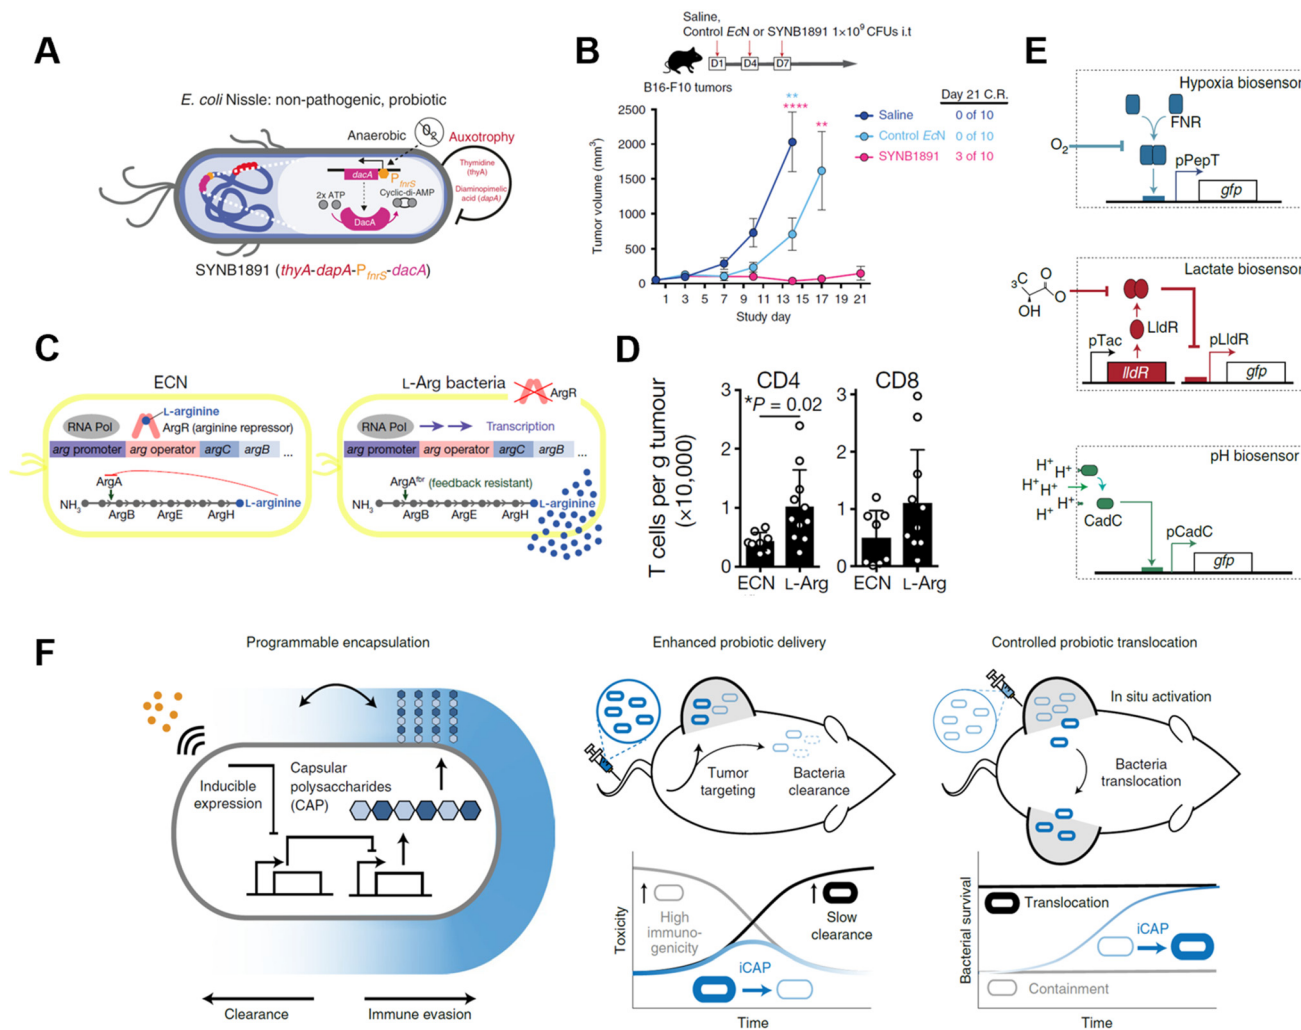 A
E. coli Nissle: non-pathogenic, probiotic
Anaerobic
O2
Auxotrophy
Thymidine
(thyA)
Diaminopimelic
acid (dapA)
dacA
PfnrS
2x ATP
Cyclic-di-AMP
DacA
SYNB1891 (thyA-dapA-PfnrS-dacA)
B
Saline,
Control EcN or SYNB1891 1×10⁹ CFUs i.t
D1
D4
D7
B16-F10 tumors
Day 21 C.R.
Saline 0 of 10
Control EcN 0 of 10
SYNB1891 3 of 10
**
****
**
Tumor volume (mm³)
2500
2000
1500
1000
500
0
1 3 5 7 9 11 13 14 17 19 21
Study day
C
ECN
L-arginine
RNA Pol
ArgR (arginine repressor)
arg promoter arg operator argC argB ...
ArgA
NH3
L-arginine
ArgB ArgE ArgH
L-Arg bacteria
ArgR
RNA Pol
Transcription
arg promoter arg operator argC argB ...
ArgAfbr (feedback resistant)
NH3
L-arginine
ArgB ArgE ArgH
D
T cells per g tumour
(×10,000)
CD4
*P = 0.02
3
2
1
0
ECN L-Arg
CD8
3
2
1
0
ECN L-Arg
E
Hypoxia biosensor
FNR
O2
pPepT
gfp
Lactate biosensor
C
3
O
O
OH
LldR
pTac
pLldR
lldR
gfp
pH biosensor
H+
H+
H+
H+
H+
H+
CadC
pCadC
gfp
F
Programmable encapsulation
Inducible
expression
Capsular
polysaccharides
(CAP)
Clearance
Immune evasion
Enhanced probiotic delivery
Tumor
targeting
Bacteria
clearance
Toxicity
High
immuno-
genicity
Slow
clearance
iCAP
Time
Controlled probiotic translocation
In situ activation
Bacteria
translocation
Bacterial survival
Translocation
iCAP
Containment
Time